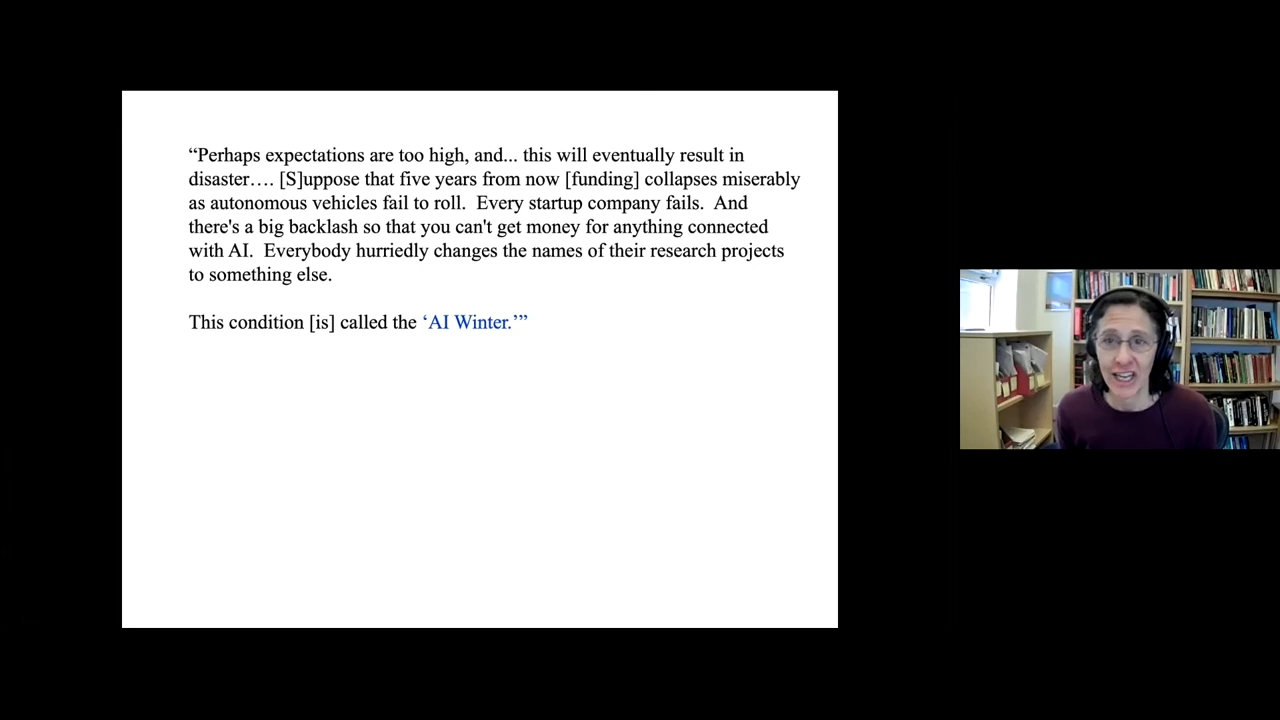 “Perhaps expectations are too high, and... this will eventually result in
disaster…. [S]uppose that five years from now [funding] collapses miserably
as autonomous vehicles fail to roll.  Every startup company fails.  And
there's a big backlash so that you can't get money for anything connected
with AI.  Everybody hurriedly changes the names of their research projects
to something else.
This condition [is] called the ‘AI Winter.’”